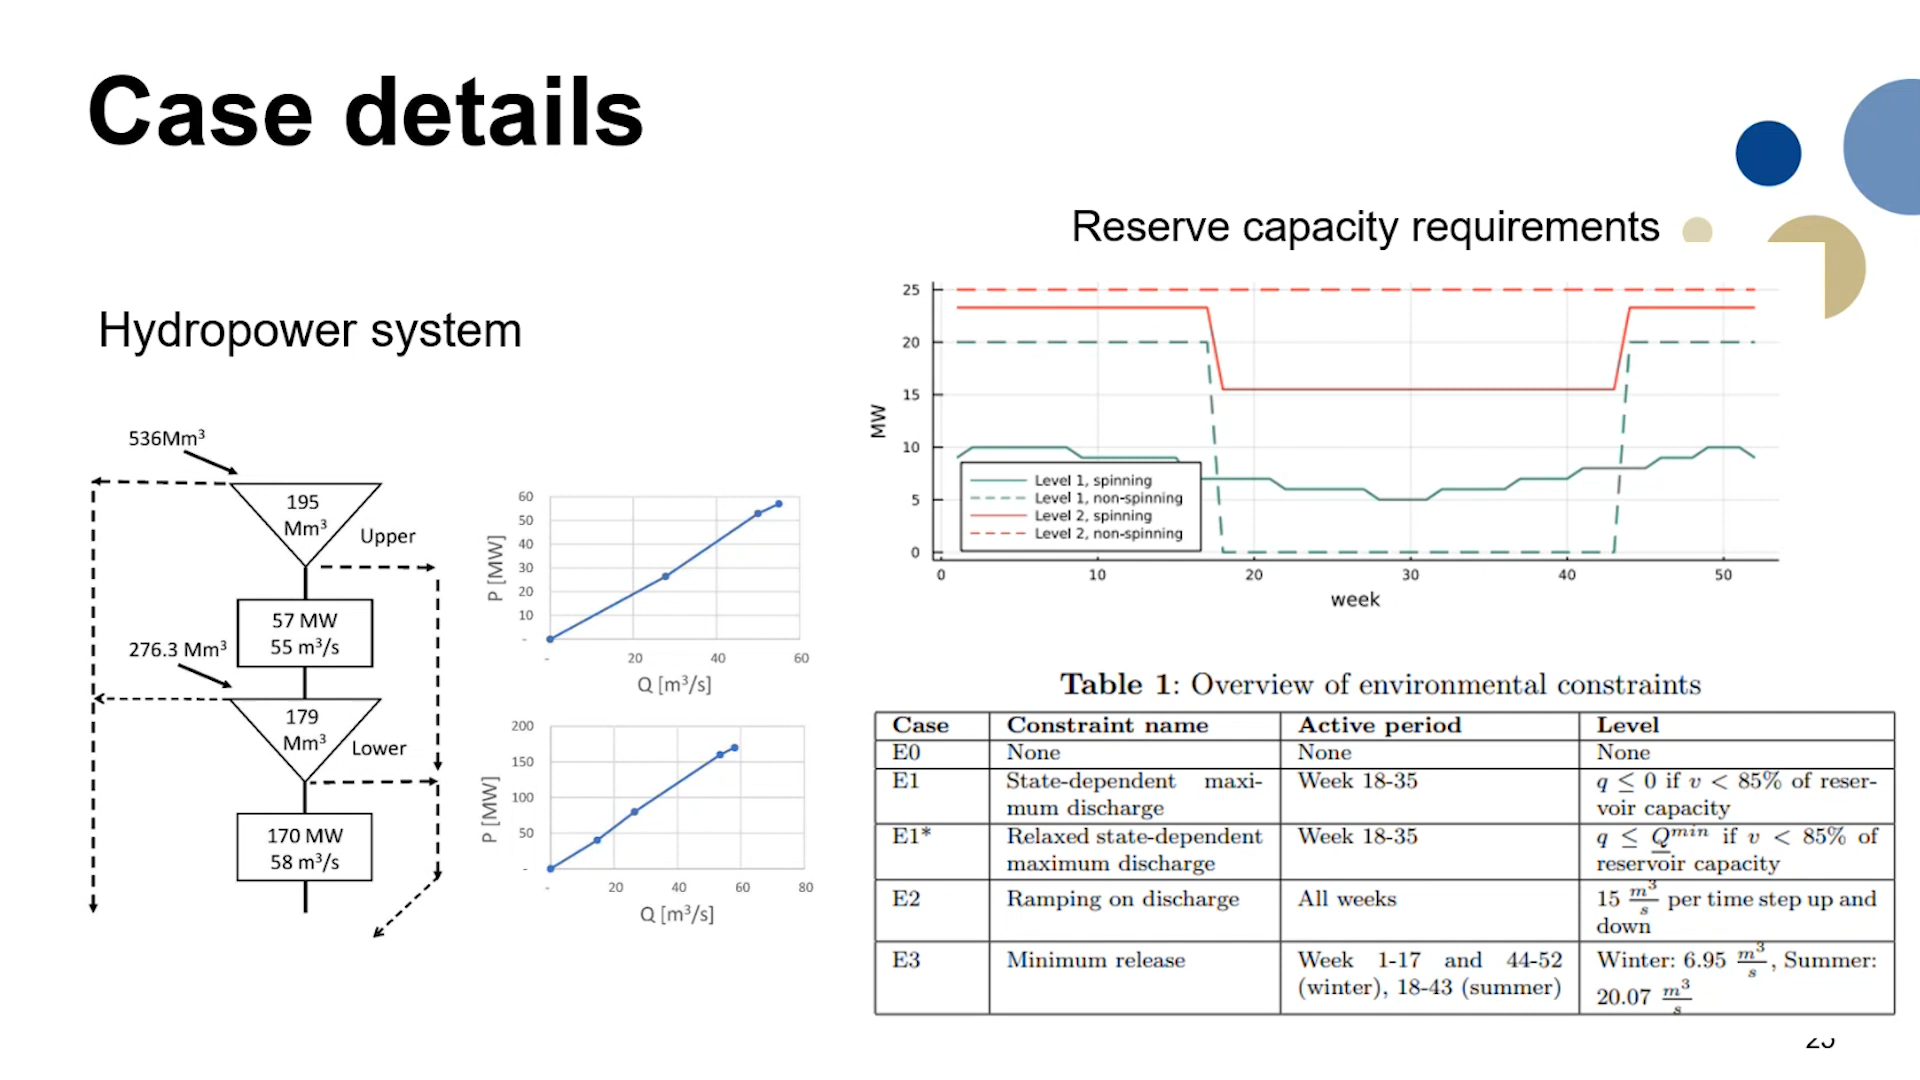 Case details
Reserve capacity requirements
Hydropower system
536Mm³
195
Mm³
Upper
57 MW
55 m³/s
276.3 Mm³
179
Mm³
Lower
170 MW
58 m³/s
P [MW]
60
50
40
30
20
10
-
- 20 40 60
Q [m³/s]
P [MW]
200
150
100
50
-
- 20 40 60 80
Q [m³/s]
MW
25
20
15
10
5
0
Level 1, spinning
Level 1, non-spinning
Level 2, spinning
Level 2, non-spinning
0 10 20 30 40 50
week
Table 1: Overview of environmental constraints
Case Constraint name Active period Level
E0 None None None
E1 State-dependent maxi- Week 18-35 q ≤ 0 if v < 85% of reser-
mum discharge voir capacity
E1* Relaxed state-dependent Week 18-35 q ≤ Q^min if v < 85% of
maximum discharge reservoir capacity
E2 Ramping on discharge All weeks 15 m³/s per time step up and
down
E3 Minimum release Week 1-17 and 44-52 Winter: 6.95 m³/s, Summer:
(winter), 18-43 (summer) 20.07 m³/s